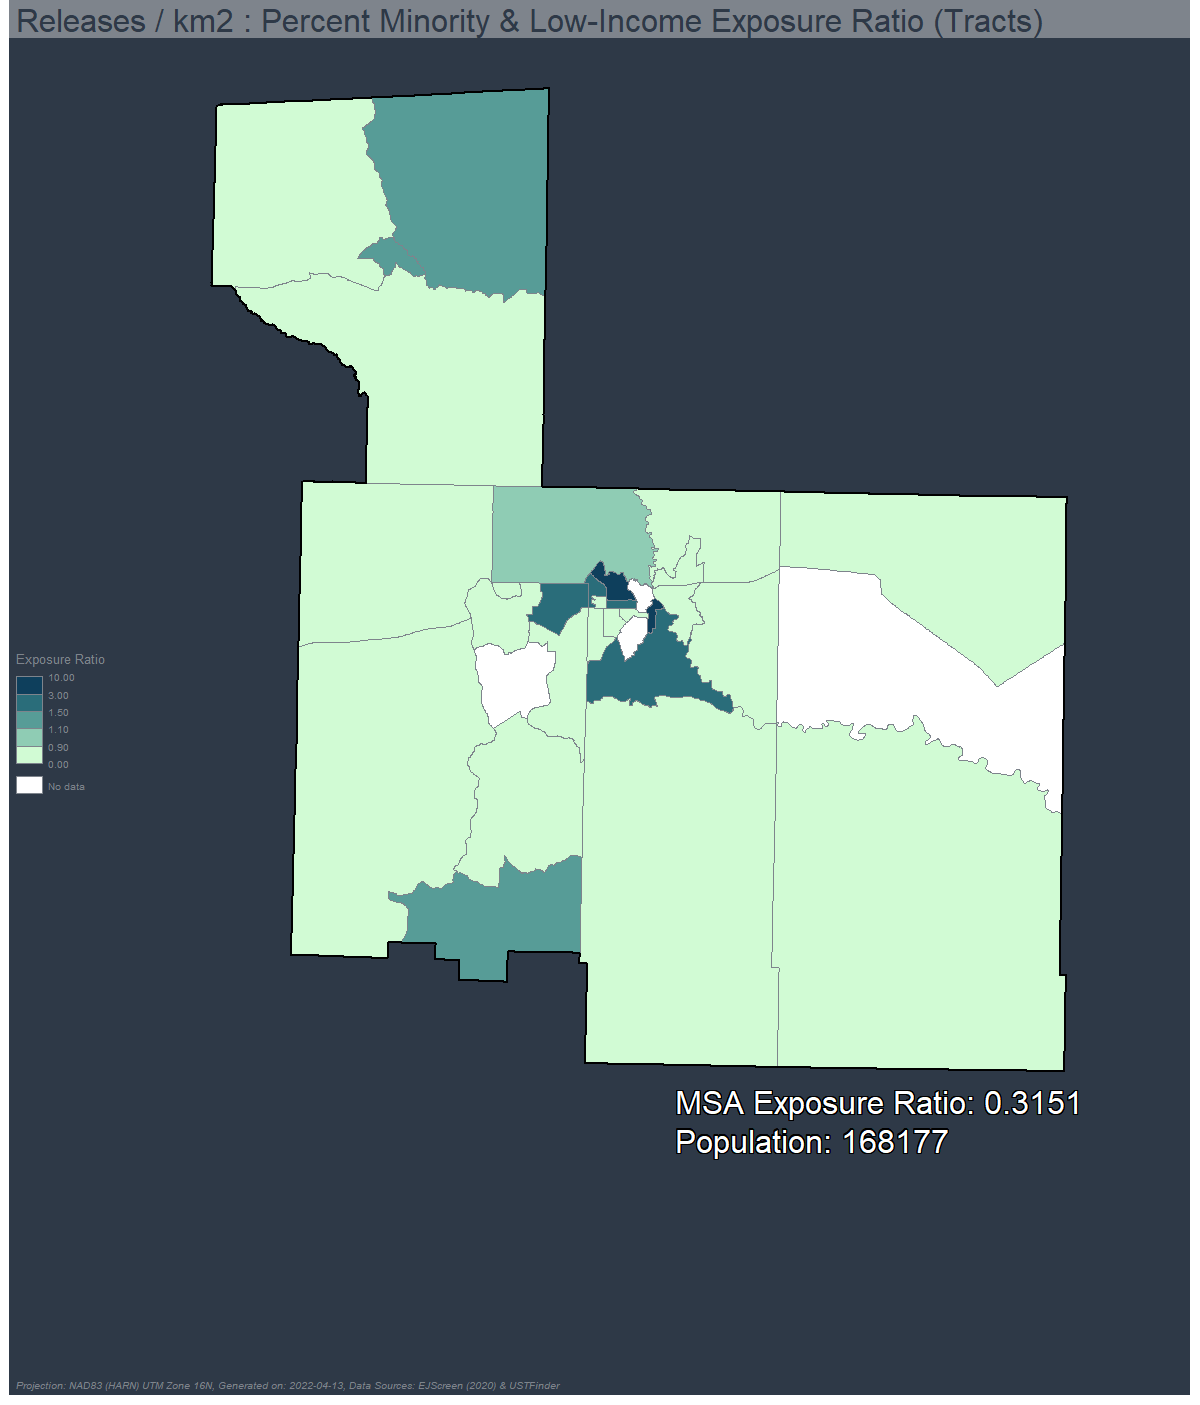 Releases / km2 : Percent Minority & Low-Income Exposure Ratio (Tracts)
Exposure Ratio
10.00
3.00
1.50
1.10
0.90
0.00
No data
MSA Exposure Ratio: 0.3151
Population: 168177
Projection: NAD83 (HARN) UTM Zone 16N, Generated on: 2022-04-13, Data Sources: EJScreen (2020) & USTFinder